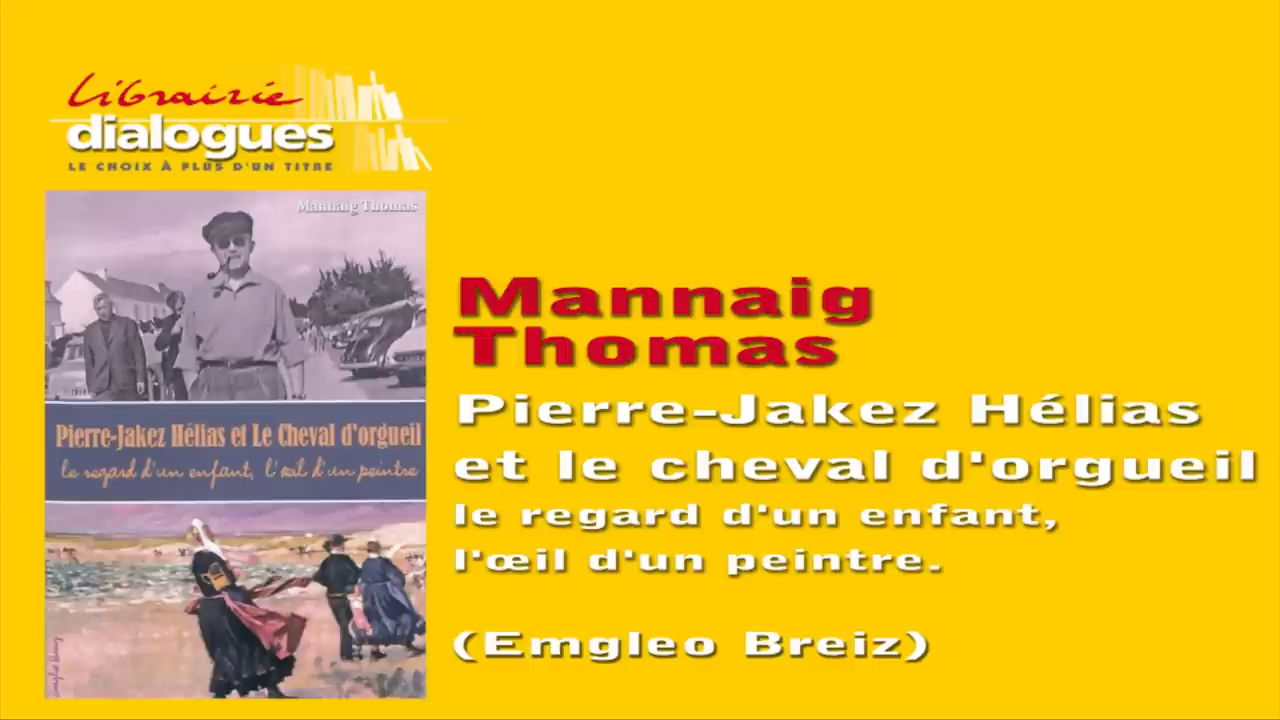 Librairie
dialogues
LE CHOIX À PLUS D'UN TITRE
Mannaig Thomas
Pierre-Jakez Hélias et Le Cheval d'orgueil
le regard d'un enfant, l'œil d'un peintre
Mannaig
Thomas
Pierre-Jakez Hélias
et le cheval d'orgueil
le regard d'un enfant,
l'œil d'un peintre.
(Emgleo Breiz)